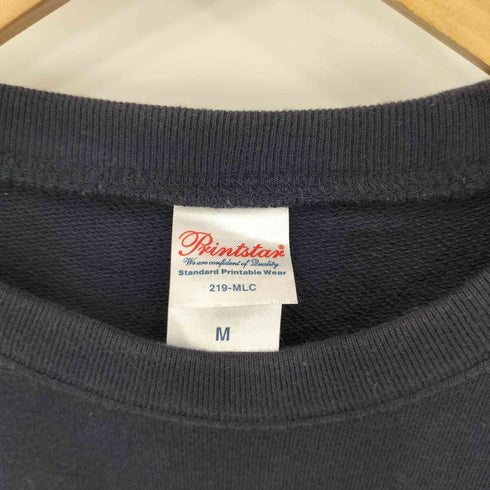 Printstar®
We are confident of Quality.
Standard Printable Wear
219-MLC
M